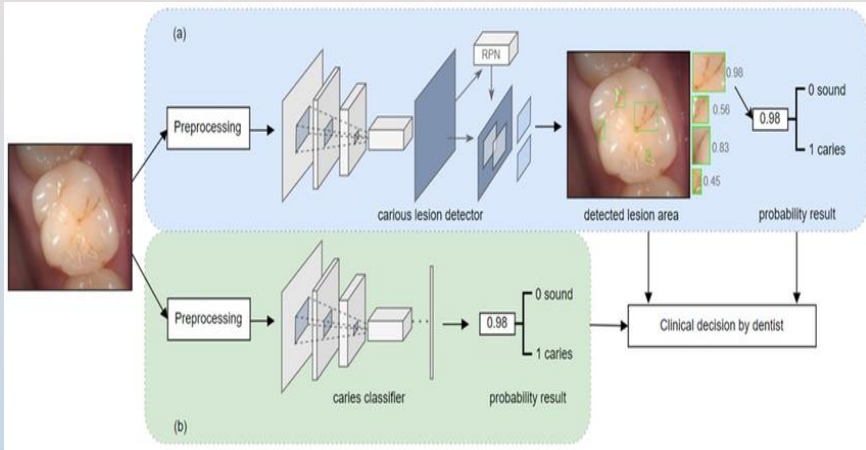 (a)
RPN
Preprocessing
0.98
0.56
0.83
0.45
0.98
0 sound
1 caries
carious lesion detector
detected lesion area
probability result
Preprocessing
0.98
0 sound
1 caries
caries classifier
probability result
Clinical decision by dentist
(b)